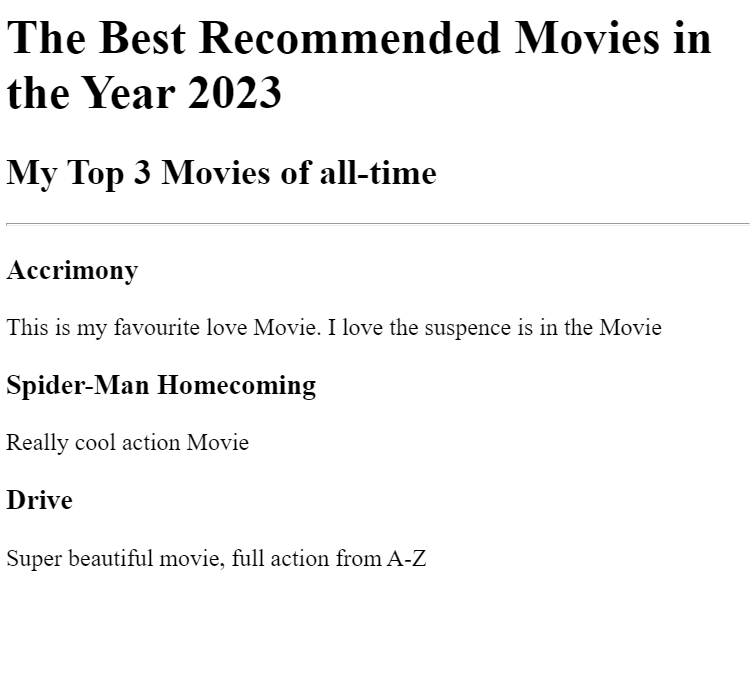 The Best Recommended Movies in
the Year 2023
My Top 3 Movies of all-time
Accrimony
This is my favourite love Movie. I love the suspence is in the Movie
Spider-Man Homecoming
Really cool action Movie
Drive
Super beautiful movie, full action from A-Z